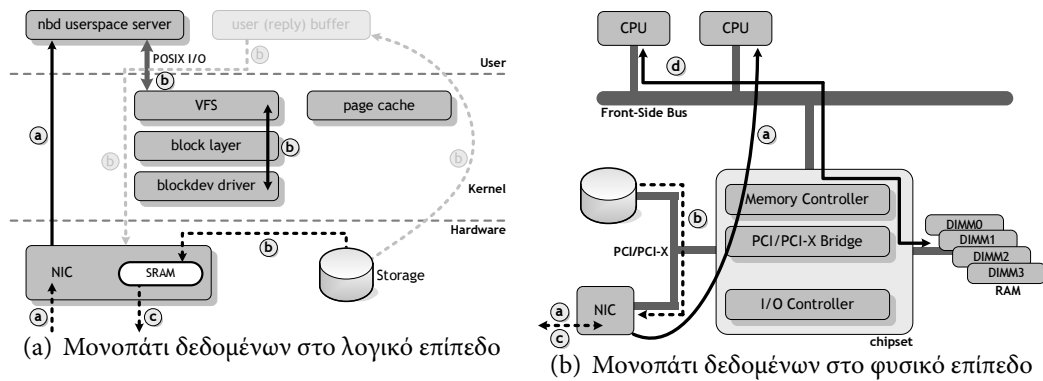 nbd userspace server
user (reply) buffer
POSIX I/O
b
b
User
VFS
page cache
a
b
block layer
b
b
blockdev driver
Kernel
Hardware
b
NIC
SRAM
Storage
a
c
(a) Μονοπάτι δεδομένων στο λογικό επίπεδο
CPU
CPU
d
Front-Side Bus
a
Memory Controller
b
PCI/PCI-X
PCI/PCI-X Bridge
DIMM0
DIMM1
DIMM2
DIMM3
RAM
a
NIC
c
I/O Controller
chipset
(b) Μονοπάτι δεδομένων στο φυσικό επίπεδο